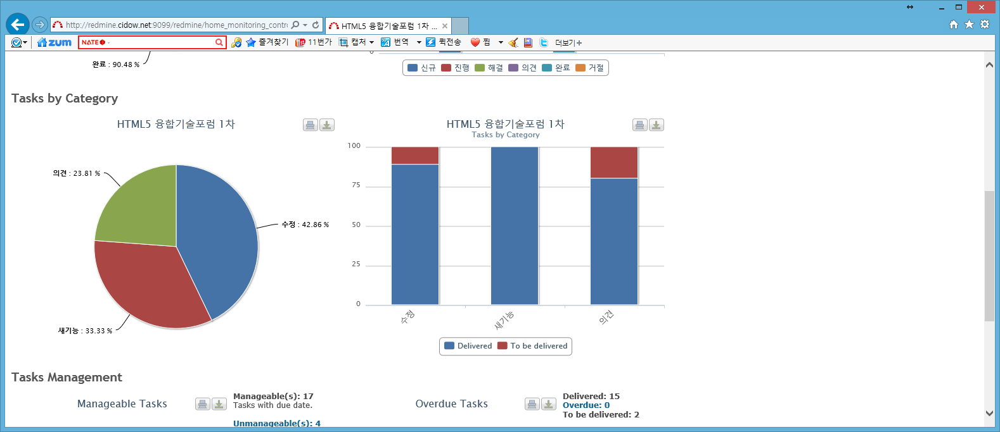 http://redmine.cidow.net:9099/redmine/home_monitoring_contro
HTML5 융합기술포럼 1차 ...
zum
NATE
즐겨찾기
11번가
캡처
번역
퀵전송
찜
더보기+
완료 : 90.48 %
0
신규 진행 해결 의견 완료 거절
Tasks by Category
HTML5 융합기술포럼 1차
의견 : 23.81 %
수정 : 42.86 %
새기능 : 33.33 %
HTML5 융합기술포럼 1차
Tasks by Category
100
75
50
25
0
수정
새기능
의견
Delivered To be delivered
Tasks Management
Manageable Tasks
Manageable(s): 17
Tasks with due date.
Unmanageable(s): 4
Overdue Tasks
Delivered: 15
Overdue: 0
To be delivered: 2